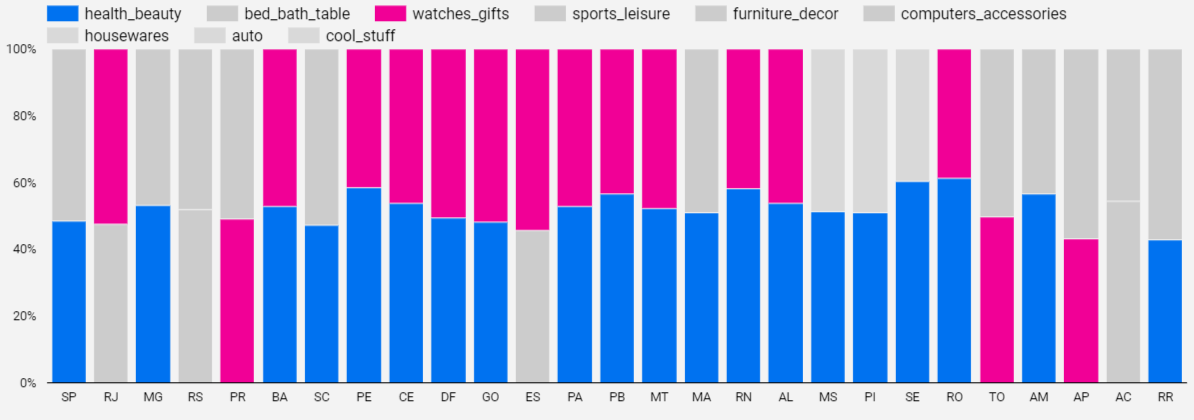 health_beauty bed_bath_table watches_gifts sports_leisure furniture_decor computers_accessories
housewares auto cool_stuff
100%
80%
60%
40%
20%
0%
SP RJ MG RS PR BA SC PE CE DF GO ES PA PB MT MA RN AL MS PI SE RO TO AM AP AC RR